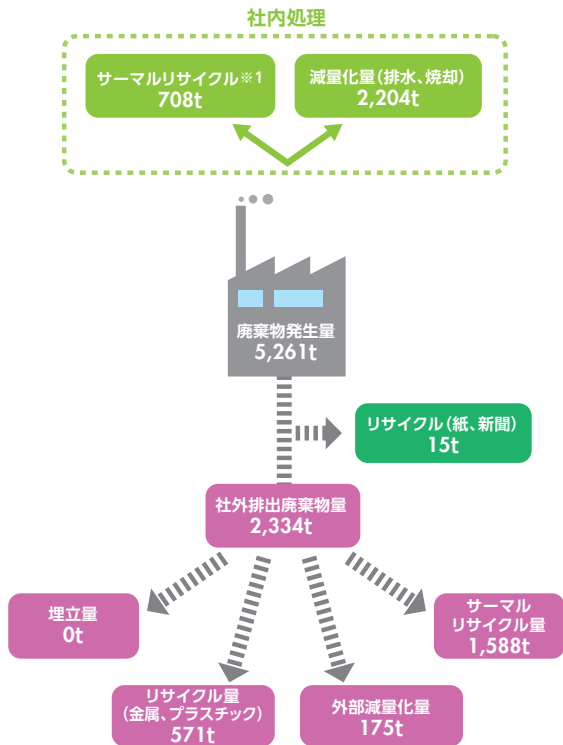 社内処理
サーマルリサイクル※1
708t
減量化量(排水、焼却)
2,204t
廃棄物発生量
5,261t
リサイクル(紙、新聞)
15t
社外排出廃棄物量
2,334t
埋立量
0t
リサイクル量
(金属、プラスチック)
571t
外部減量化量
175t
サーマル
リサイクル量
1,588t